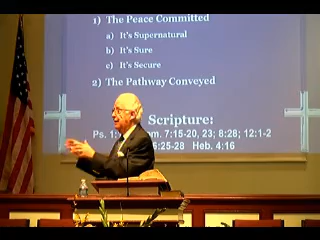 1) The Peace Committed
a) It's Supernatural
b) It's Sure
c) It's Secure
2) The Pathway Conveyed
Scripture:
Ps. 1: 7:15-20, 23; 8:28; 12:1-2
:25-28 Heb. 4:16